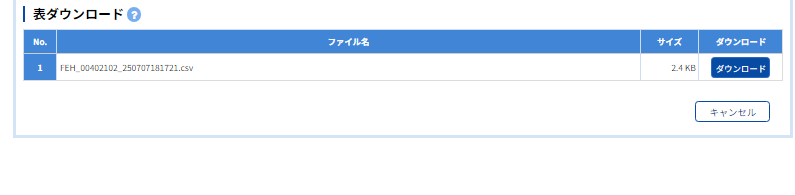 表ダウンロード ?
No. ファイル名 サイズ ダウンロード
1 FEH_00402102_250707181721.csv 2.4 KB ダウンロード
キャンセル